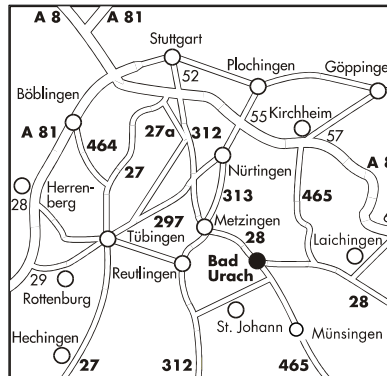 A 8
A 81
Stuttgart
52
Plochingen
Göppingen
Böblingen
55
Kirchheim
A 81
464
27a
312
57
27
Nürtingen
A 8
28
Herren-
berg
313
465
297
Metzingen
Tübingen
28
Laichingen
29
Reutlingen
Bad
Urach
Rottenburg
28
St. Johann
Münsingen
Hechingen
27
312
465